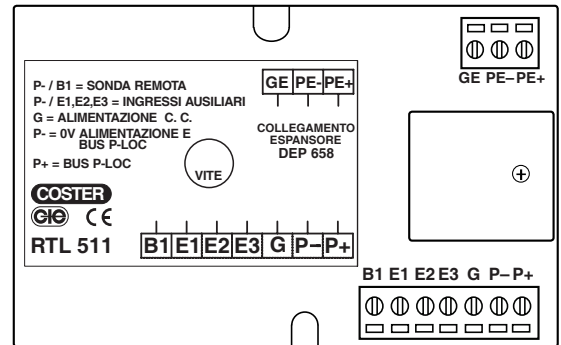 GE PE– PE+
P- / B1 = SONDA REMOTA
P- / E1,E2,E3 = INGRESSI AUSILIARI
G = ALIMENTAZIONE C. C.
P- = 0V ALIMENTAZIONE E
BUS P-LOC
P+ = BUS P-LOC
GE PE- PE+
COLLEGAMENTO
ESPANSORE
DEP 658
VITE
COSTER
CIE CE
RTL 511
B1 E1 E2 E3 G P– P+
B1 E1 E2 E3 G P– P+